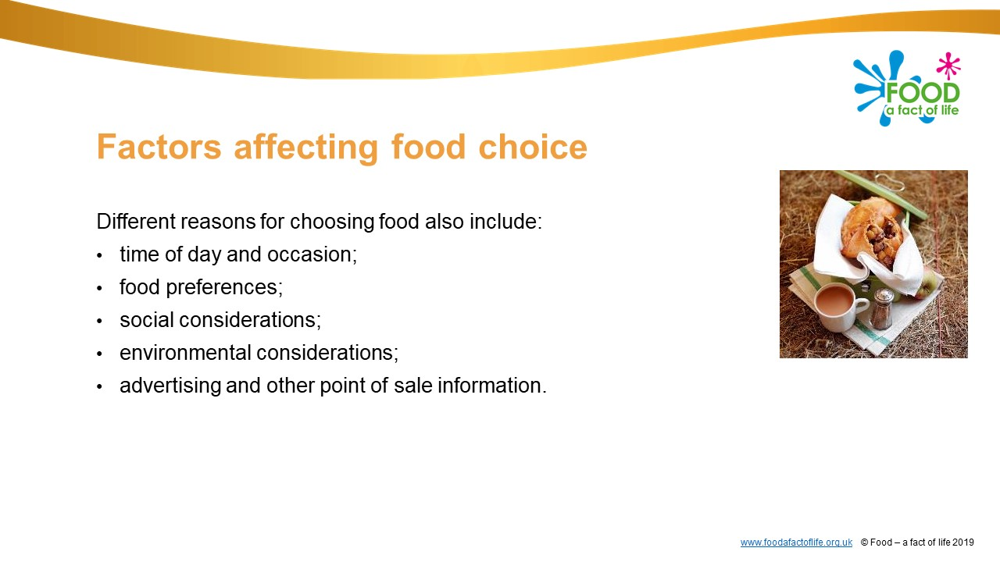 FOOD
a fact of life
Factors affecting food choice
Different reasons for choosing food also include:
• time of day and occasion;
• food preferences;
• social considerations;
• environmental considerations;
• advertising and other point of sale information.
www.foodafactoflife.org.uk © Food – a fact of life 2019